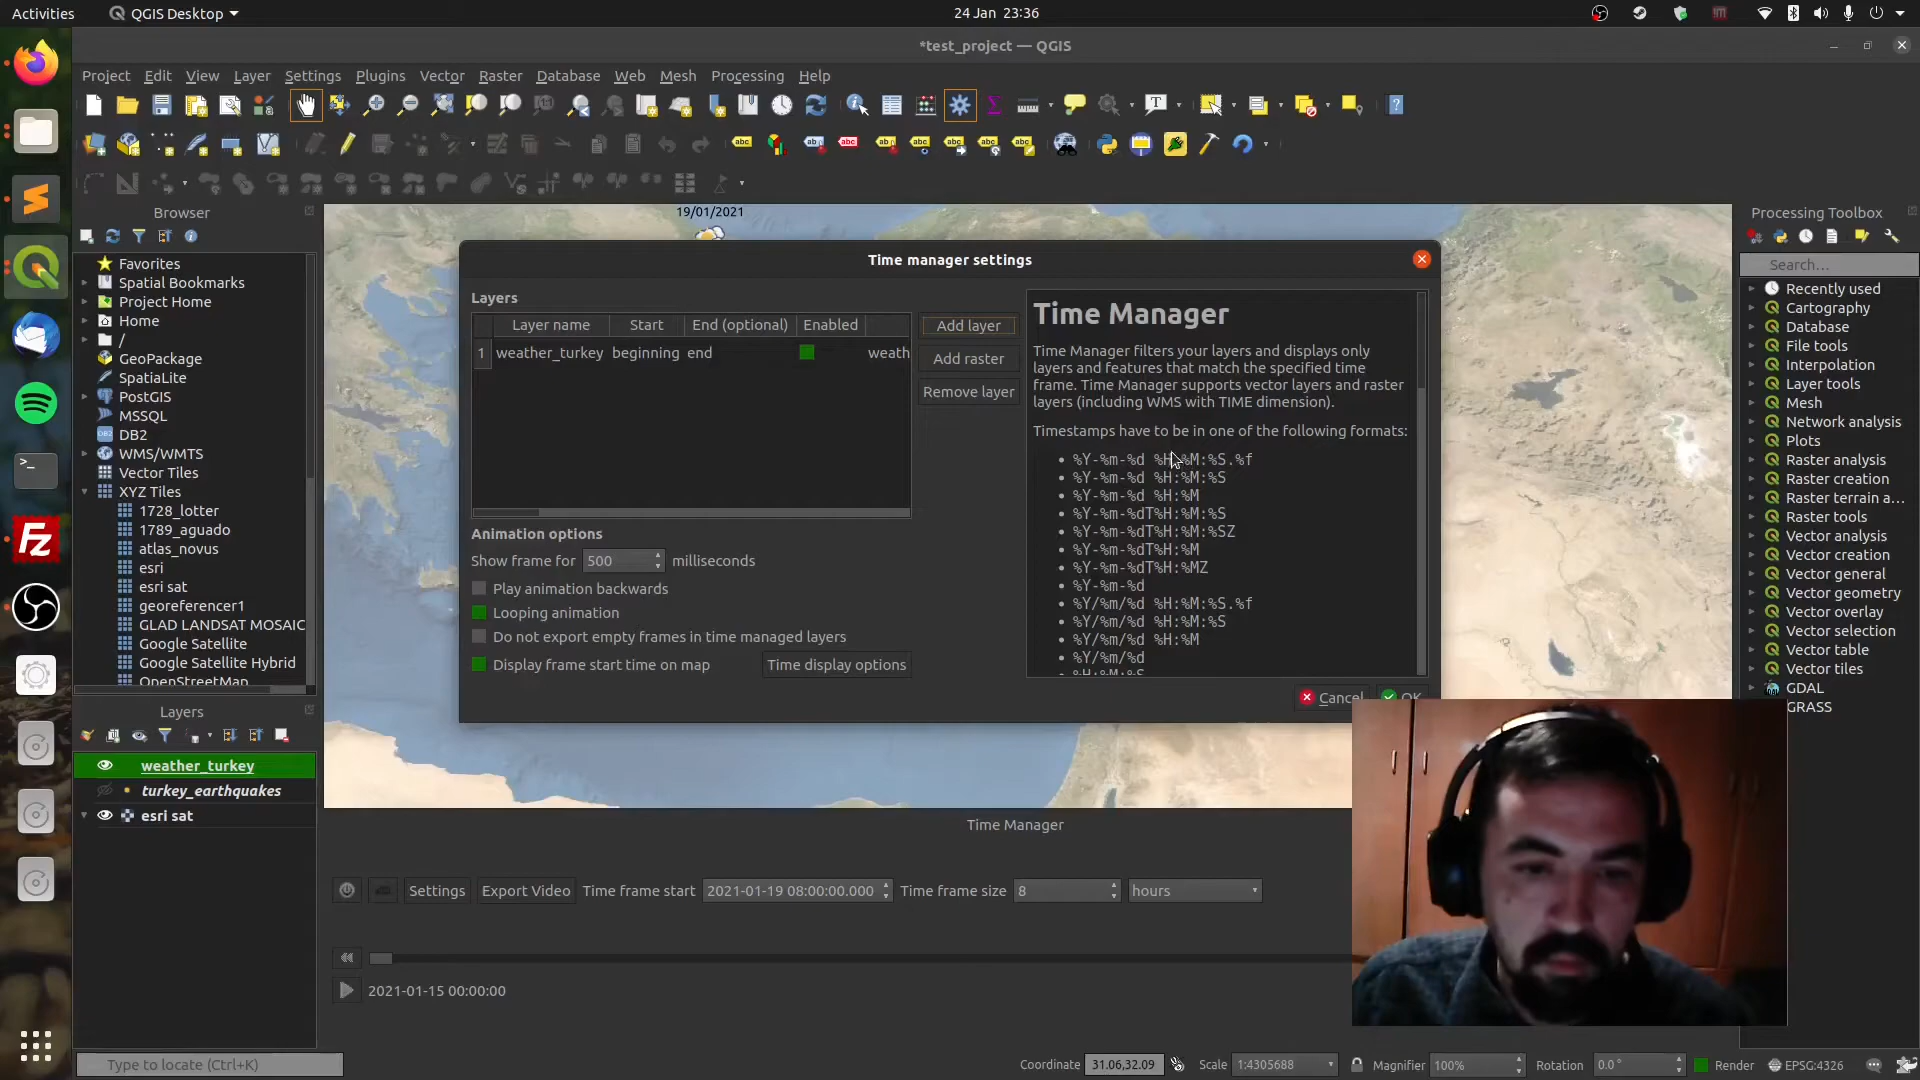 Activities
QGIS Desktop
24 Jan 23:36
*test_project — QGIS
Project Edit View Layer Settings Plugins Vector Raster Database Web Mesh Processing Help
Browser
Favorites
Spatial Bookmarks
Project Home
Home
/
GeoPackage
SpatiaLite
PostGIS
MSSQL
DB2
WMS/WMTS
Vector Tiles
XYZ Tiles
1728_lotter
1789_aguado
atlas_novus
esri
esri sat
georeferencer1
GLAD LANDSAT MOSAIC
Google Satellite
Google Satellite Hybrid
OpenStreetMap
Layers
weather_turkey
turkey_earthquakes
esri sat
Type to locate (Ctrl+K)
19/01/2021
Time manager settings
Layers
Layer name Start End (optional) Enabled
1 weather_turkey beginning end weath
Add layer
Add raster
Remove layer
Animation options
Show frame for 500 milliseconds
Play animation backwards
Looping animation
Do not export empty frames in time managed layers
Display frame start time on map
Time display options
Time Manager
Time Manager filters your layers and displays only
layers and features that match the specified time
frame. Time Manager supports vector layers and raster
layers (including WMS with TIME dimension).
Timestamps have to be in one of the following formats:
%Y-%m-%d %H:%M:%S.%f
%Y-%m-%d %H:%M:%S
%Y-%m-%d %H:%M
%Y-%m-%dT%H:%M:%S
%Y-%m-%dT%H:%M:%SZ
%Y-%m-%dT%H:%M
%Y-%m-%dT%H:%MZ
%Y-%m-%d
%Y/%m/%d %H:%M:%S.%f
%Y/%m/%d %H:%M:%S
%Y/%m/%d %H:%M
%Y/%m/%d
%H:%M:%S
Cancel
OK
Time Manager
Settings
Export Video
Time frame start 2021-01-19 08:00:00.000
Time frame size 8 hours
2021-01-15 00:00:00
Processing Toolbox
Search…
Recently used
Cartography
Database
File tools
Interpolation
Layer tools
Mesh
Network analysis
Plots
Raster analysis
Raster creation
Raster terrain a…
Raster tools
Vector analysis
Vector creation
Vector general
Vector geometry
Vector overlay
Vector selection
Vector table
Vector tiles
GDAL
GRASS
Coordinate 31.06,32.09
Scale 1:4305688
Magnifier 100%
Rotation 0.0 °
Render
EPSG:4326